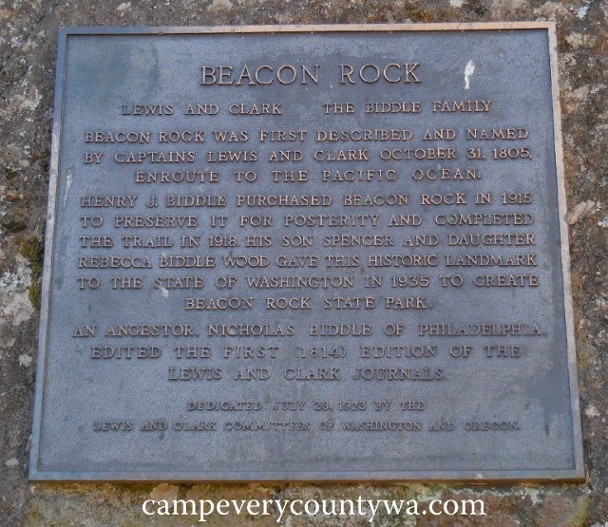 BEACON ROCK
LEWIS AND CLARK THE BIDDLE FAMILY
BEACON ROCK WAS FIRST DESCRIBED AND NAMED
BY CAPTAINS LEWIS AND CLARK OCTOBER 31, 1805,
ENROUTE TO THE PACIFIC OCEAN.
HENRY J. BIDDLE PURCHASED BEACON ROCK IN 1915
TO PRESERVE IT FOR POSTERITY AND COMPLETED
THE TRAIL IN 1918. HIS SON SPENCER AND DAUGHTER
REBECCA BIDDLE WOOD GAVE THIS HISTORIC LANDMARK
TO THE STATE OF WASHINGTON IN 1935 TO CREATE
BEACON ROCK STATE PARK.
AN ANCESTOR, NICHOLAS BIDDLE OF PHILADELPHIA,
EDITED THE FIRST (1814) EDITION OF THE
LEWIS AND CLARK JOURNALS.
DEDICATED JULY 28, 1973 BY THE
LEWIS AND CLARK COMMITTEES OF WASHINGTON AND OREGON.
campeverycountywa.com